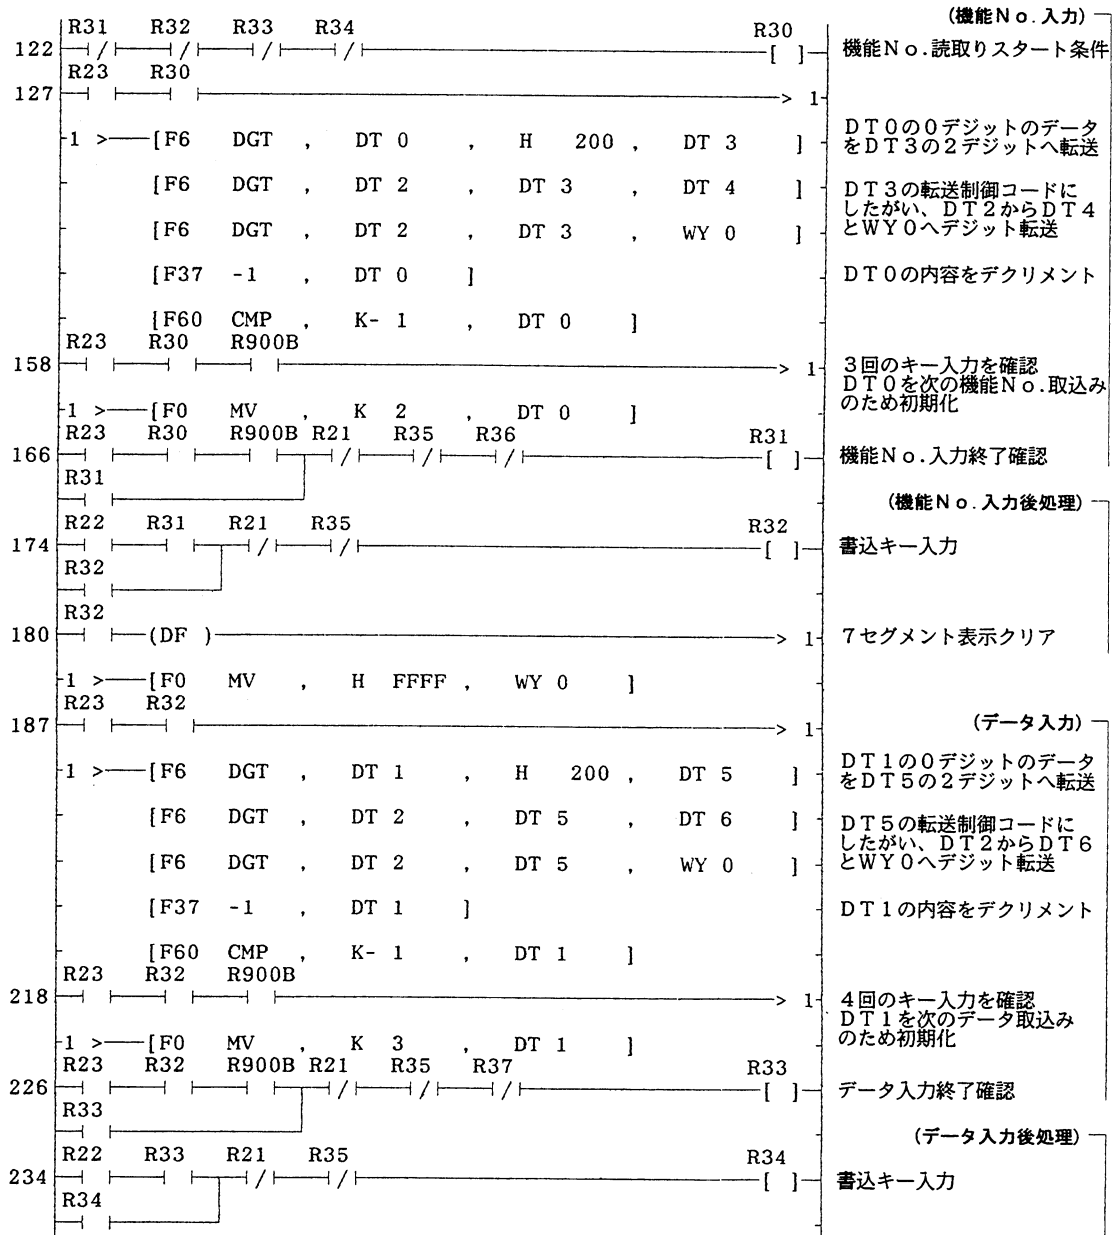 (機能No.入力)
R31 R32 R33 R34 R30
122 [ ] 機能No.読取りスタート条件
R23 R30
127 > 1
1 > [F6 DGT , DT 0 , H 200 , DT 3 ] DT0の0デジットのデータ
をDT3の2デジットへ転送
[F6 DGT , DT 2 , DT 3 , DT 4 ] DT3の転送制御コードに
したがい、DT2からDT4
[F6 DGT , DT 2 , DT 3 , WY 0 ] とWY0へデジット転送
[F37 -1 , DT 0 ] DT0の内容をデクリメント
[F60 CMP , K- 1 , DT 0 ]
R23 R30 R900B
158 > 1 3回のキー入力を確認
DT0を次の機能No.取込み
1 > [F0 MV , K 2 , DT 0 ] のため初期化
R23 R30 R900B R21 R35 R36 R31
166 [ ] 機能No.入力終了確認
R31
(機能No.入力後処理)
R22 R31 R21 R35 R32
174 [ ] 書込キー入力
R32
R32
180 (DF ) > 1 7セグメント表示クリア
1 > [F0 MV , H FFFF , WY 0 ]
R23 R32
187 > 1 (データ入力)
1 > [F6 DGT , DT 1 , H 200 , DT 5 ] DT1の0デジットのデータ
をDT5の2デジットへ転送
[F6 DGT , DT 2 , DT 5 , DT 6 ] DT5の転送制御コードに
したがい、DT2からDT6
[F6 DGT , DT 2 , DT 5 , WY 0 ] とWY0へデジット転送
[F37 -1 , DT 1 ] DT1の内容をデクリメント
[F60 CMP , K- 1 , DT 1 ]
R23 R32 R900B
218 > 1 4回のキー入力を確認
DT1を次のデータ取込み
1 > [F0 MV , K 3 , DT 1 ] のため初期化
R23 R32 R900B R21 R35 R37 R33
226 [ ] データ入力終了確認
R33
(データ入力後処理)
R22 R33 R21 R35 R34
234 [ ] 書込キー入力
R34